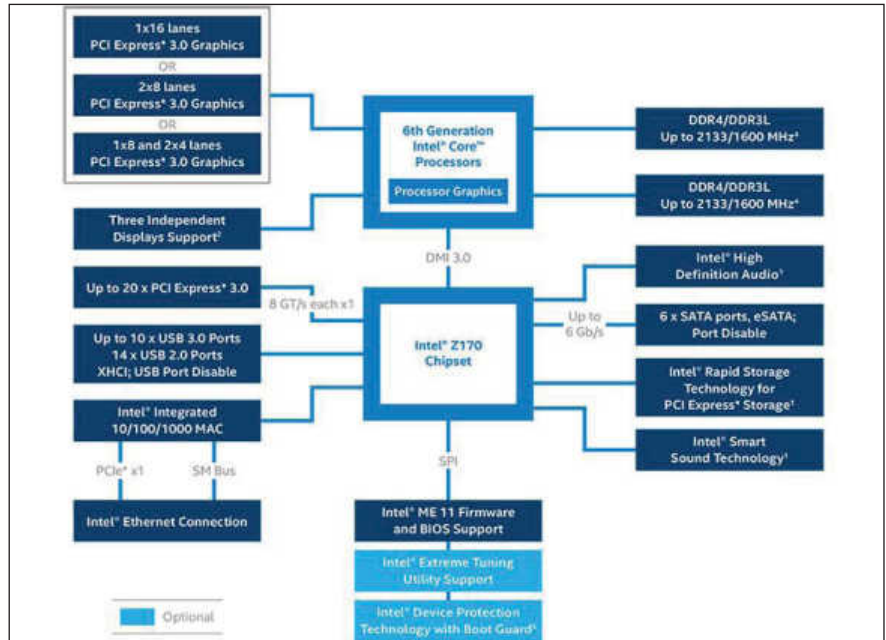 1x16 lanes
PCI Express* 3.0 Graphics
OR
2x8 lanes
PCI Express* 3.0 Graphics
OR
1x8 and 2x4 lanes
PCI Express* 3.0 Graphics
6th Generation
Intel® Core™
Processors
Processor Graphics
DDR4/DDR3L
Up to 2133/1600 MHz⁴
DDR4/DDR3L
Up to 2133/1600 MHz⁴
Three Independent
Displays Support²
DMI 3.0
Up to 20 x PCI Express* 3.0
8 GT/s each x1
Up to 10 x USB 3.0 Ports
14 x USB 2.0 Ports
XHCI; USB Port Disable
Intel® Integrated
10/100/1000 MAC
PCIe* x1
SM Bus
Intel® Ethernet Connection
Intel® Z170
Chipset
Intel® High
Definition Audio⁵
Up to
6 Gb/s
6 x SATA ports, eSATA;
Port Disable
Intel® Rapid Storage
Technology for
PCI Express* Storage¹
Intel® Smart
Sound Technology¹
SPI
Intel® ME 11 Firmware
and BIOS Support
Intel® Extreme Tuning
Utility Support
Intel® Device Protection
Technology with Boot Guard⁶
Optional